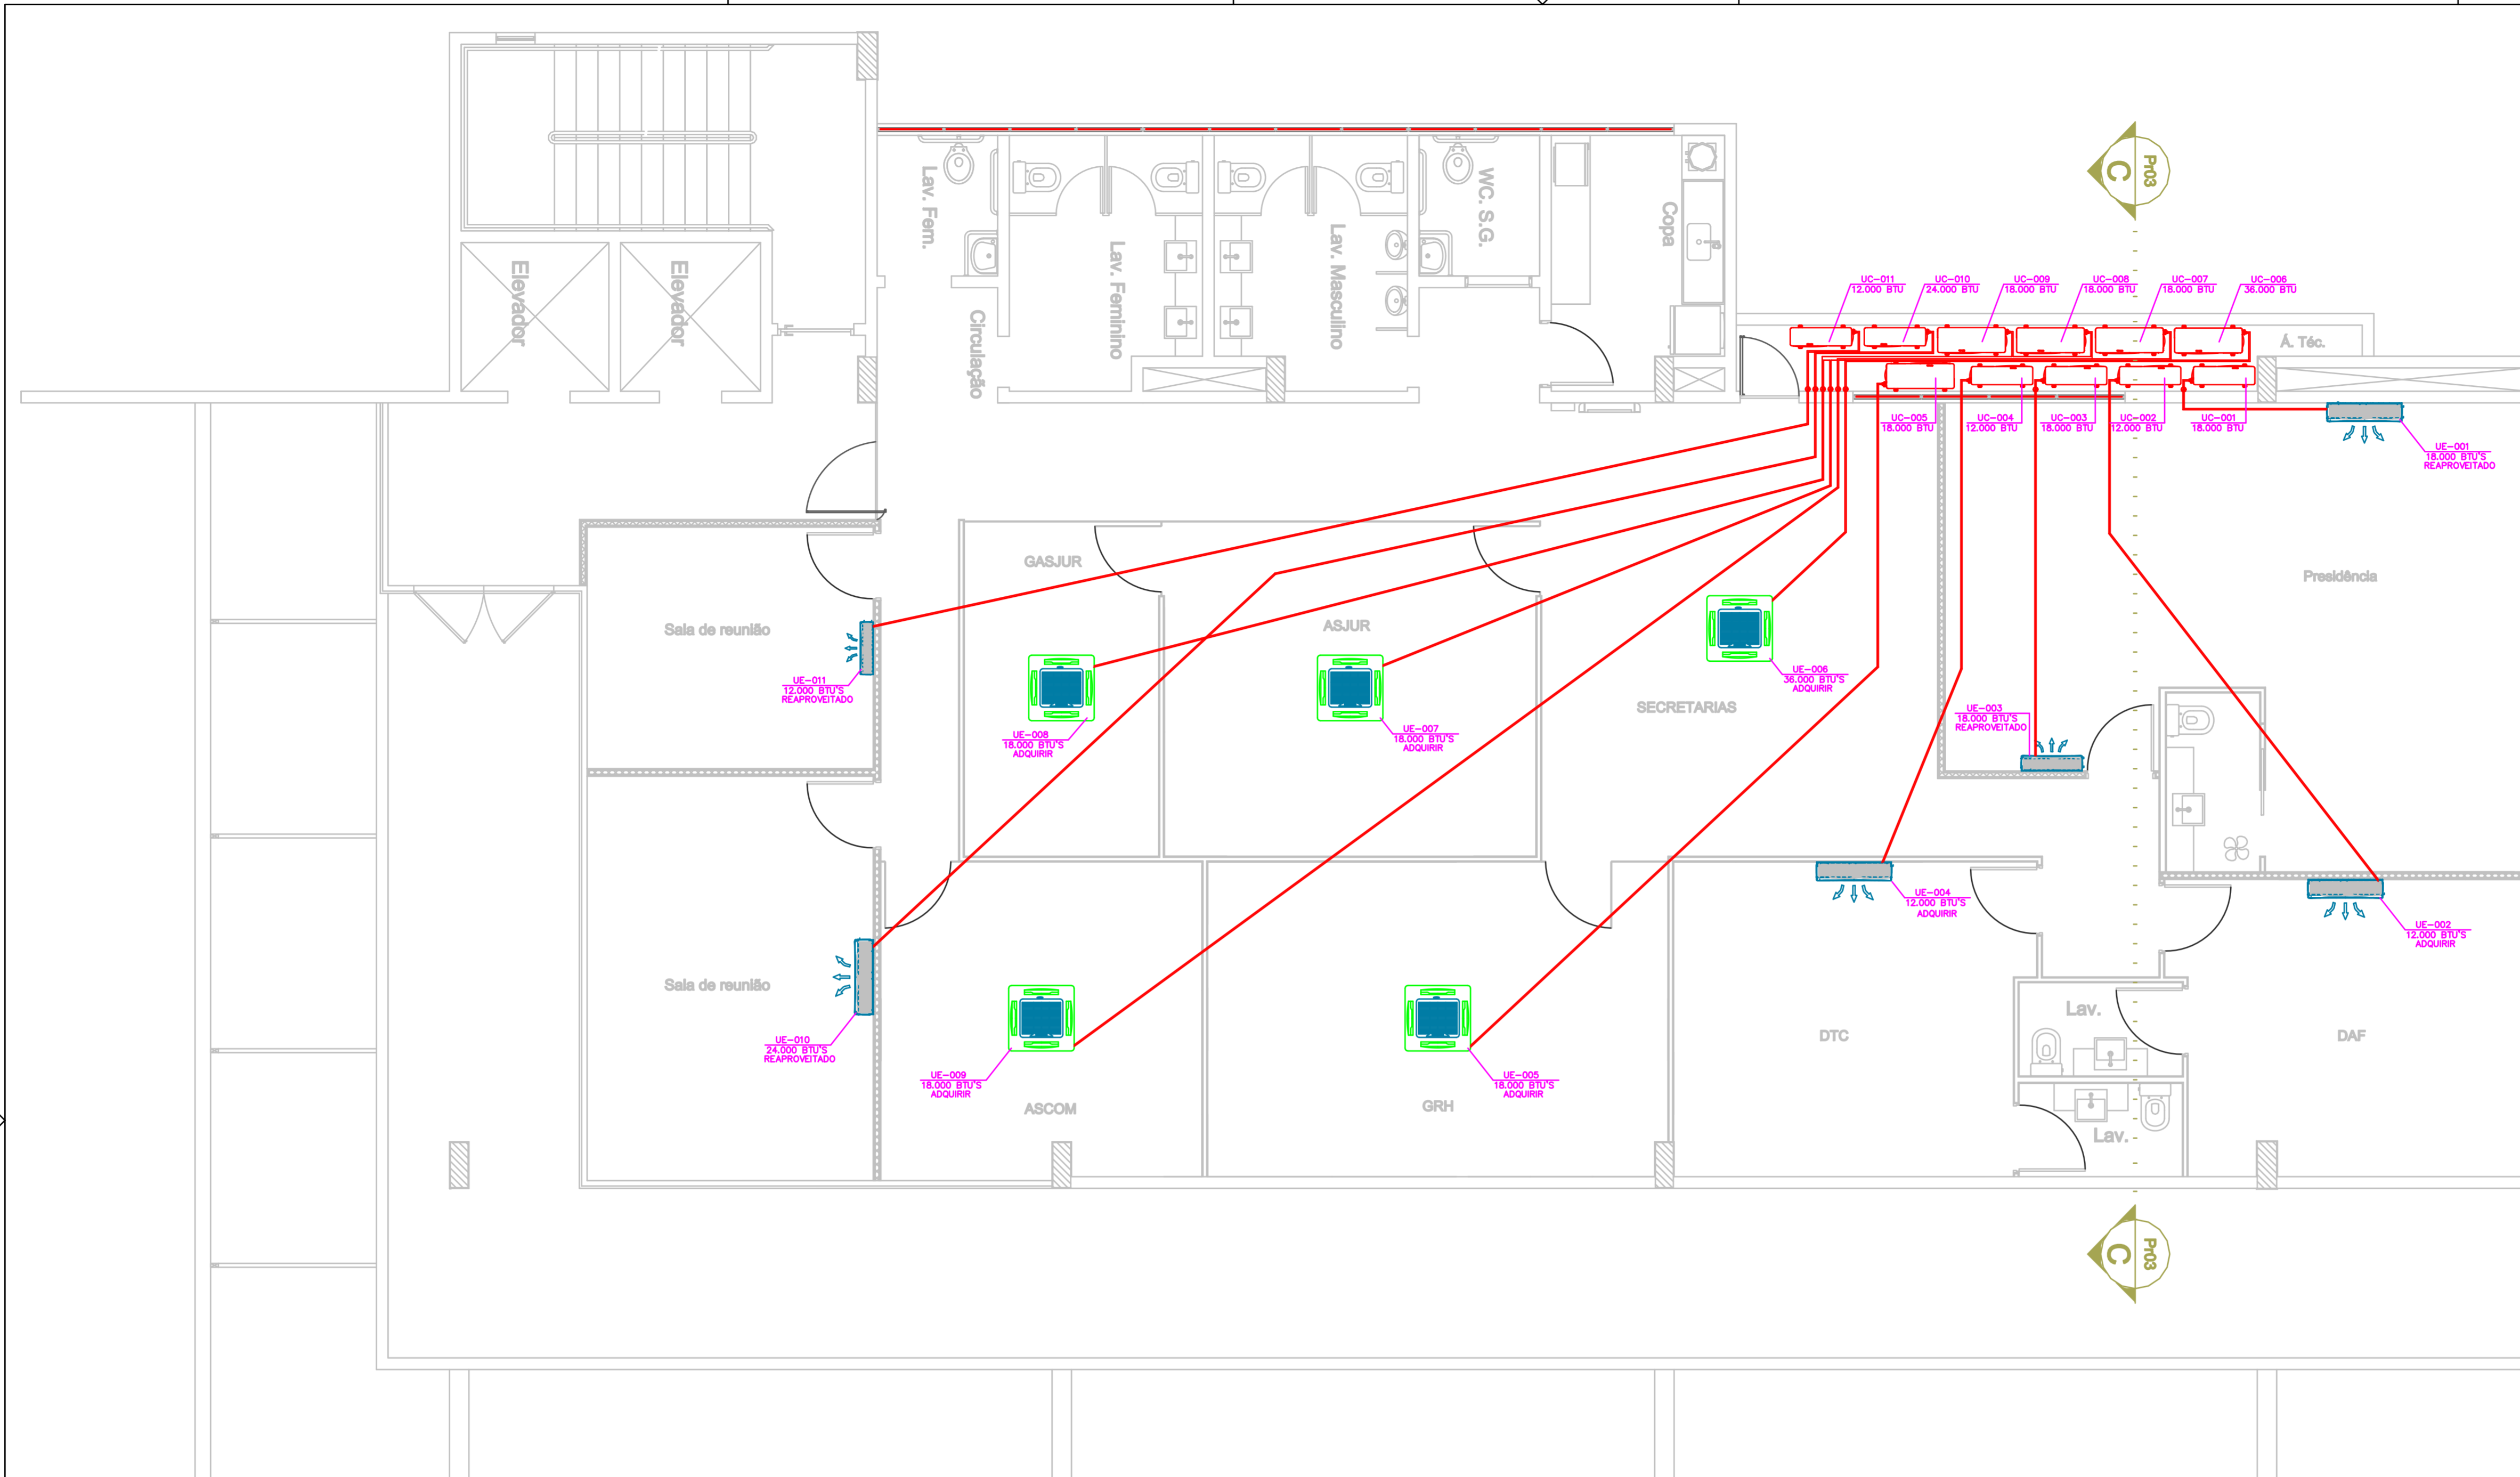 Pr03
C
Lav. Fem.
Lav. Feminino
Lav. Masculino
WC. S.G.
Copa
Elevador
Elevador
Circulação
UC-011
12.000 BTU
UC-010
24.000 BTU
UC-009
18.000 BTU
UC-008
18.000 BTU
UC-007
18.000 BTU
UC-006
36.000 BTU
Á. Téc.
UC-005
18.000 BTU
UC-004
12.000 BTU
UC-003
18.000 BTU
UC-002
12.000 BTU
UC-001
18.000 BTU
UE-001
18.000 BTU'S
REAPROVEITADO
GASJUR
Presidência
Sala de reunião
ASJUR
UE-011
12.000 BTU'S
REAPROVEITADO
UE-006
36.000 BTU'S
ADQUIRIR
SECRETARIAS
UE-003
18.000 BTU'S
REAPROVEITADO
UE-008
18.000 BTU'S
ADQUIRIR
UE-007
18.000 BTU'S
ADQUIRIR
UE-004
12.000 BTU'S
ADQUIRIR
UE-002
12.000 BTU'S
ADQUIRIR
Sala de reunião
Lav.
DTC
DAF
UE-010
24.000 BTU'S
REAPROVEITADO
UE-009
18.000 BTU'S
ADQUIRIR
UE-005
18.000 BTU'S
ADQUIRIR
ASCOM
GRH
Lav.
Pr03
C